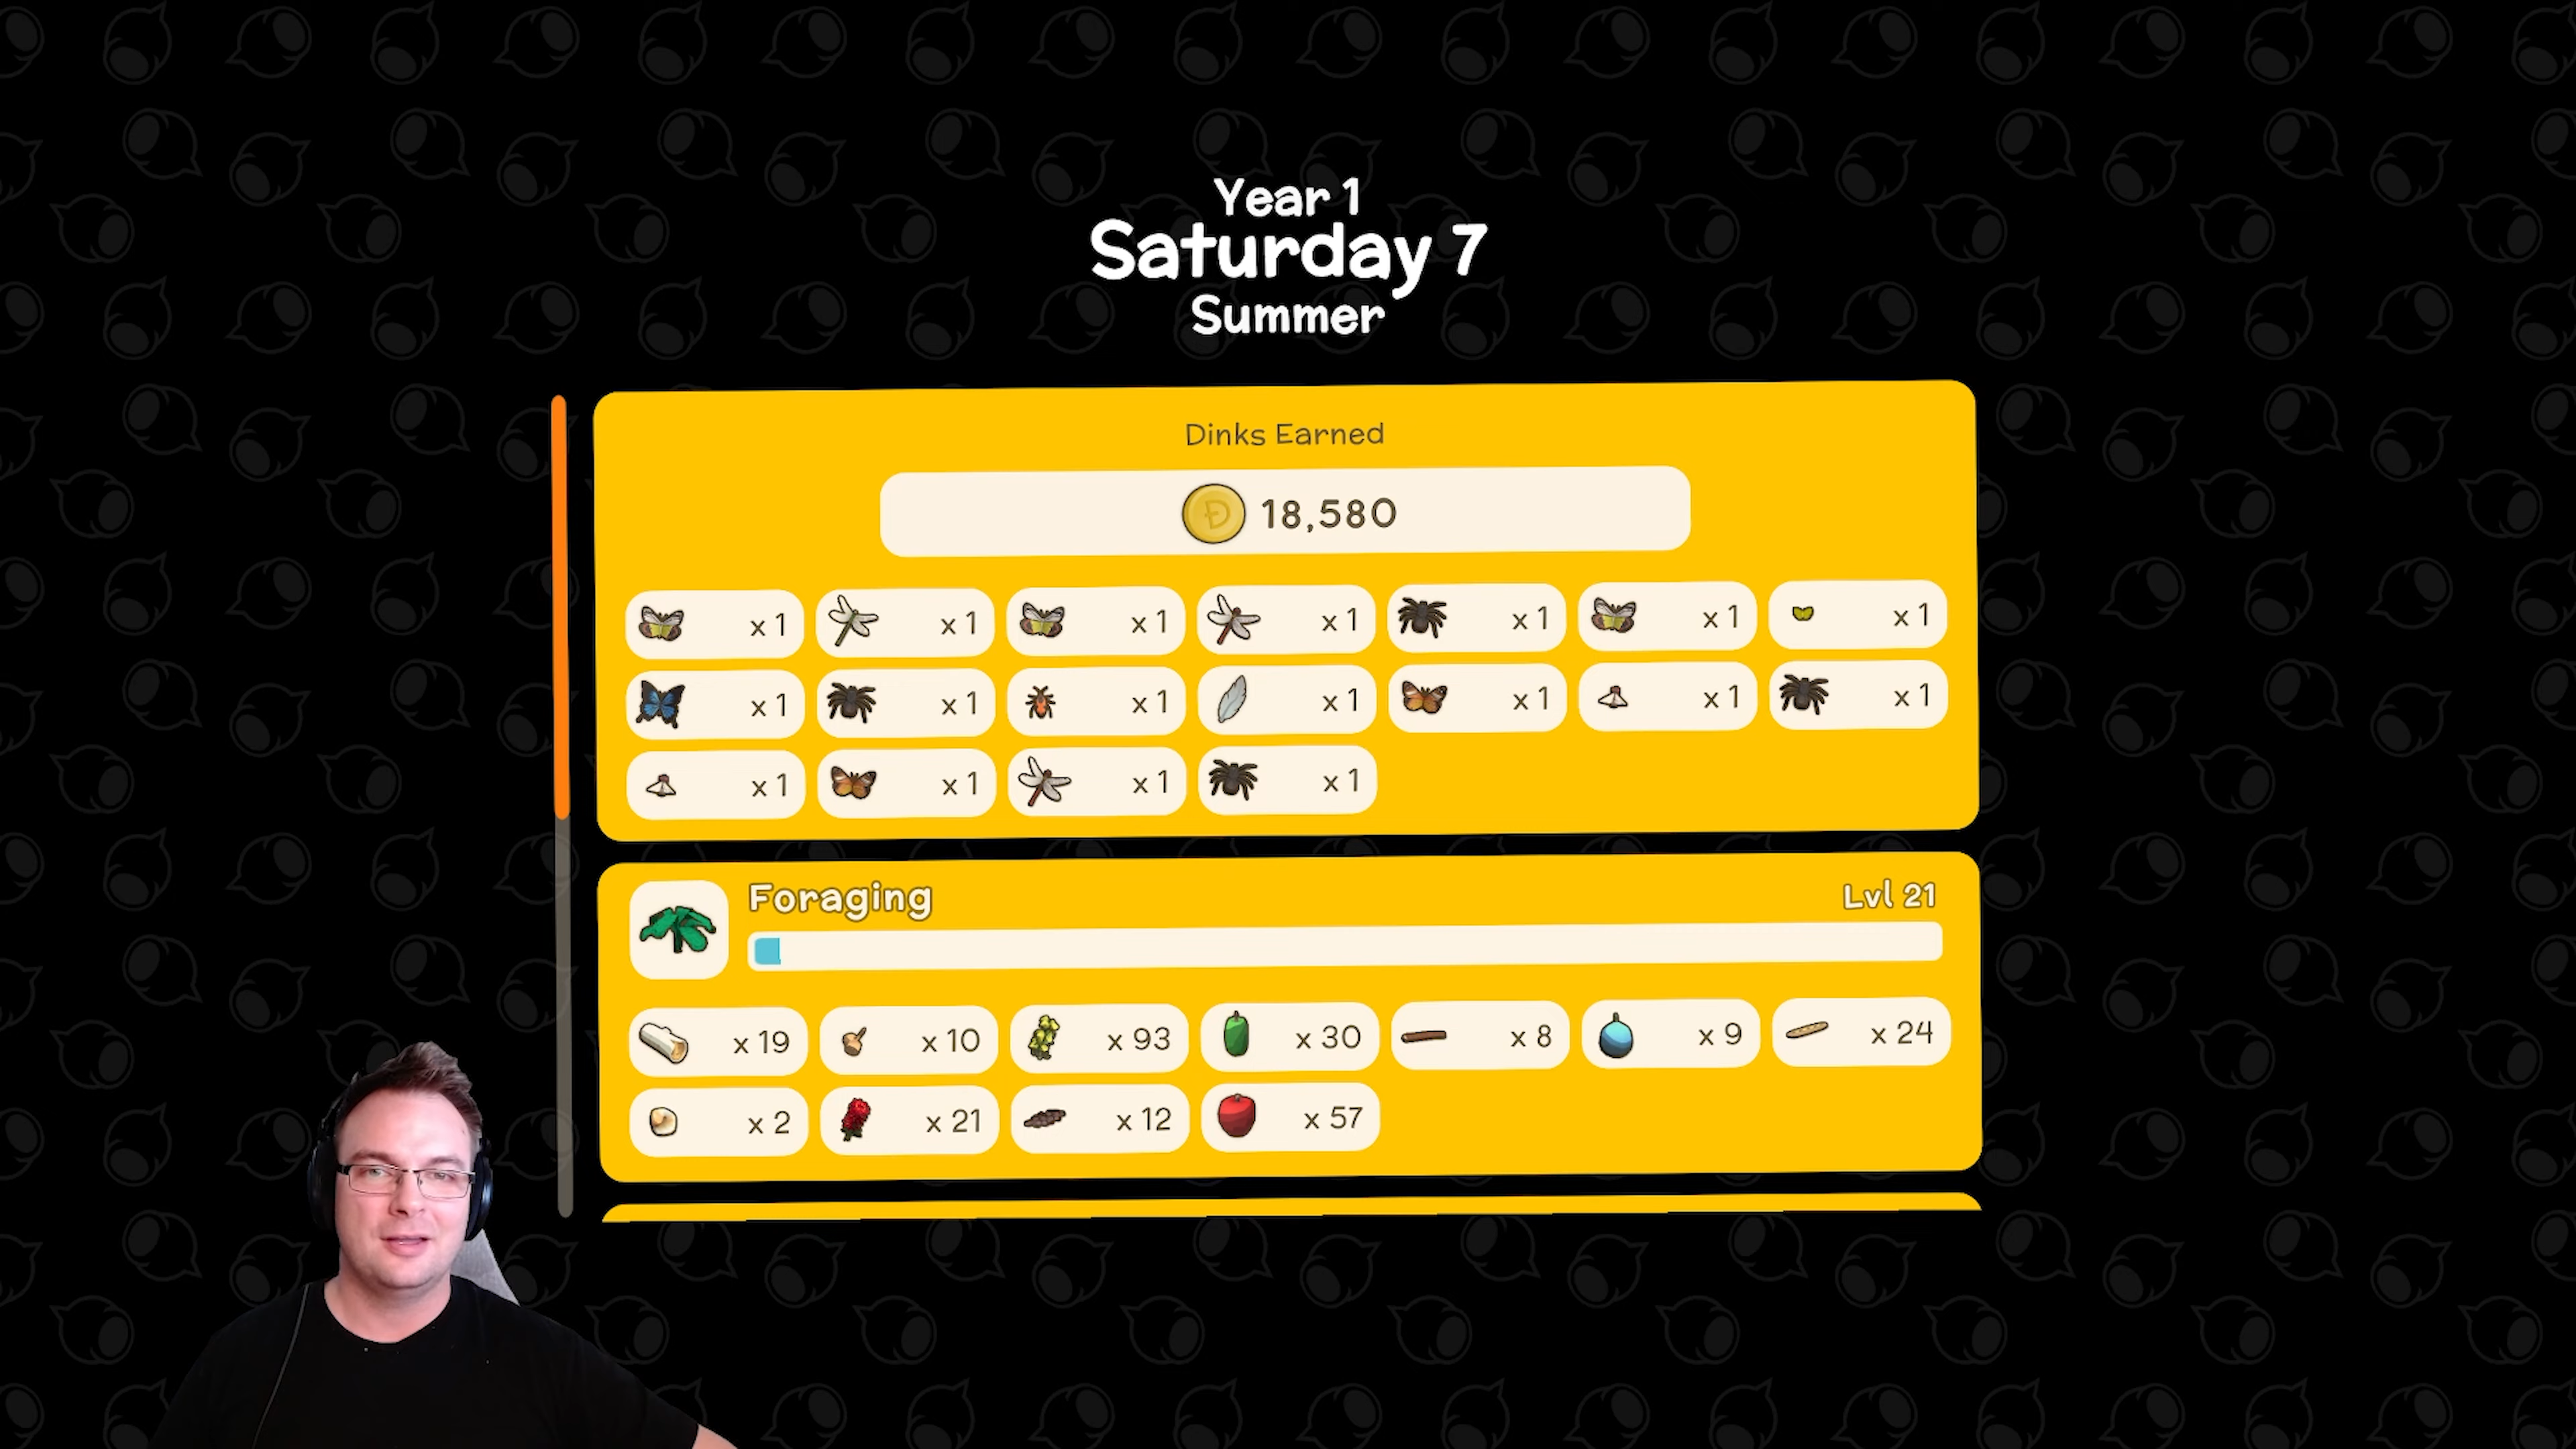 Year 1
Saturday 7
Summer
Dinks Earned
Đ 18,580
x 1 x 1 x 1 x 1 x 1 x 1 x 1
x 1 x 1 x 1 x 1 x 1 x 1 x 1
x 1 x 1 x 1 x 1
Foraging Lvl 21
x 19 x 10 x 93 x 30 x 8 x 9 x 24
x 2 x 21 x 12 x 57